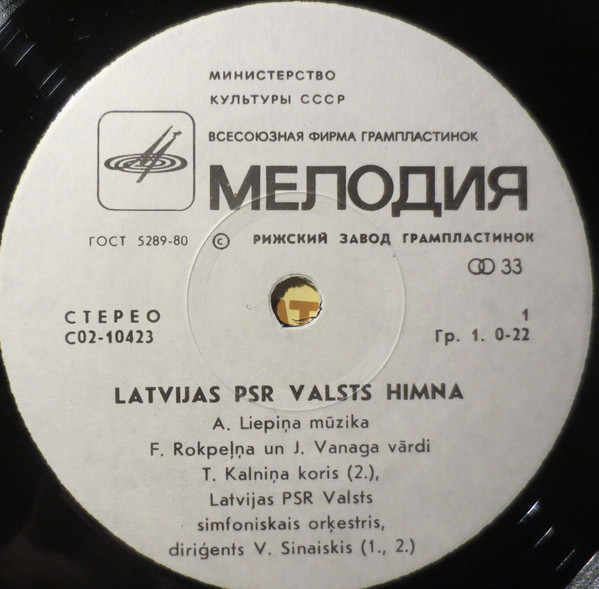 МИНИСТЕРСТВО
КУЛЬТУРЫ СССР
ВСЕСОЮЗНАЯ ФИРМА ГРАМПЛАСТИНОК
МЕЛОДИЯ
ГОСТ 5289-80 © РИЖСКИЙ ЗАВОД ГРАМПЛАСТИНОК
33
СТЕРЕО 1
С02-10423 Гр. 1. 0-22
LATVIJAS PSR VALSTS HIMNA
A. Liepiņa mūzika
F. Rokpeļņa un J. Vanaga vārdi
T. Kalniņa koris (2.),
Latvijas PSR Valsts
simfoniskais orķestris,
diriģents V. Sinaiskis (1., 2.)